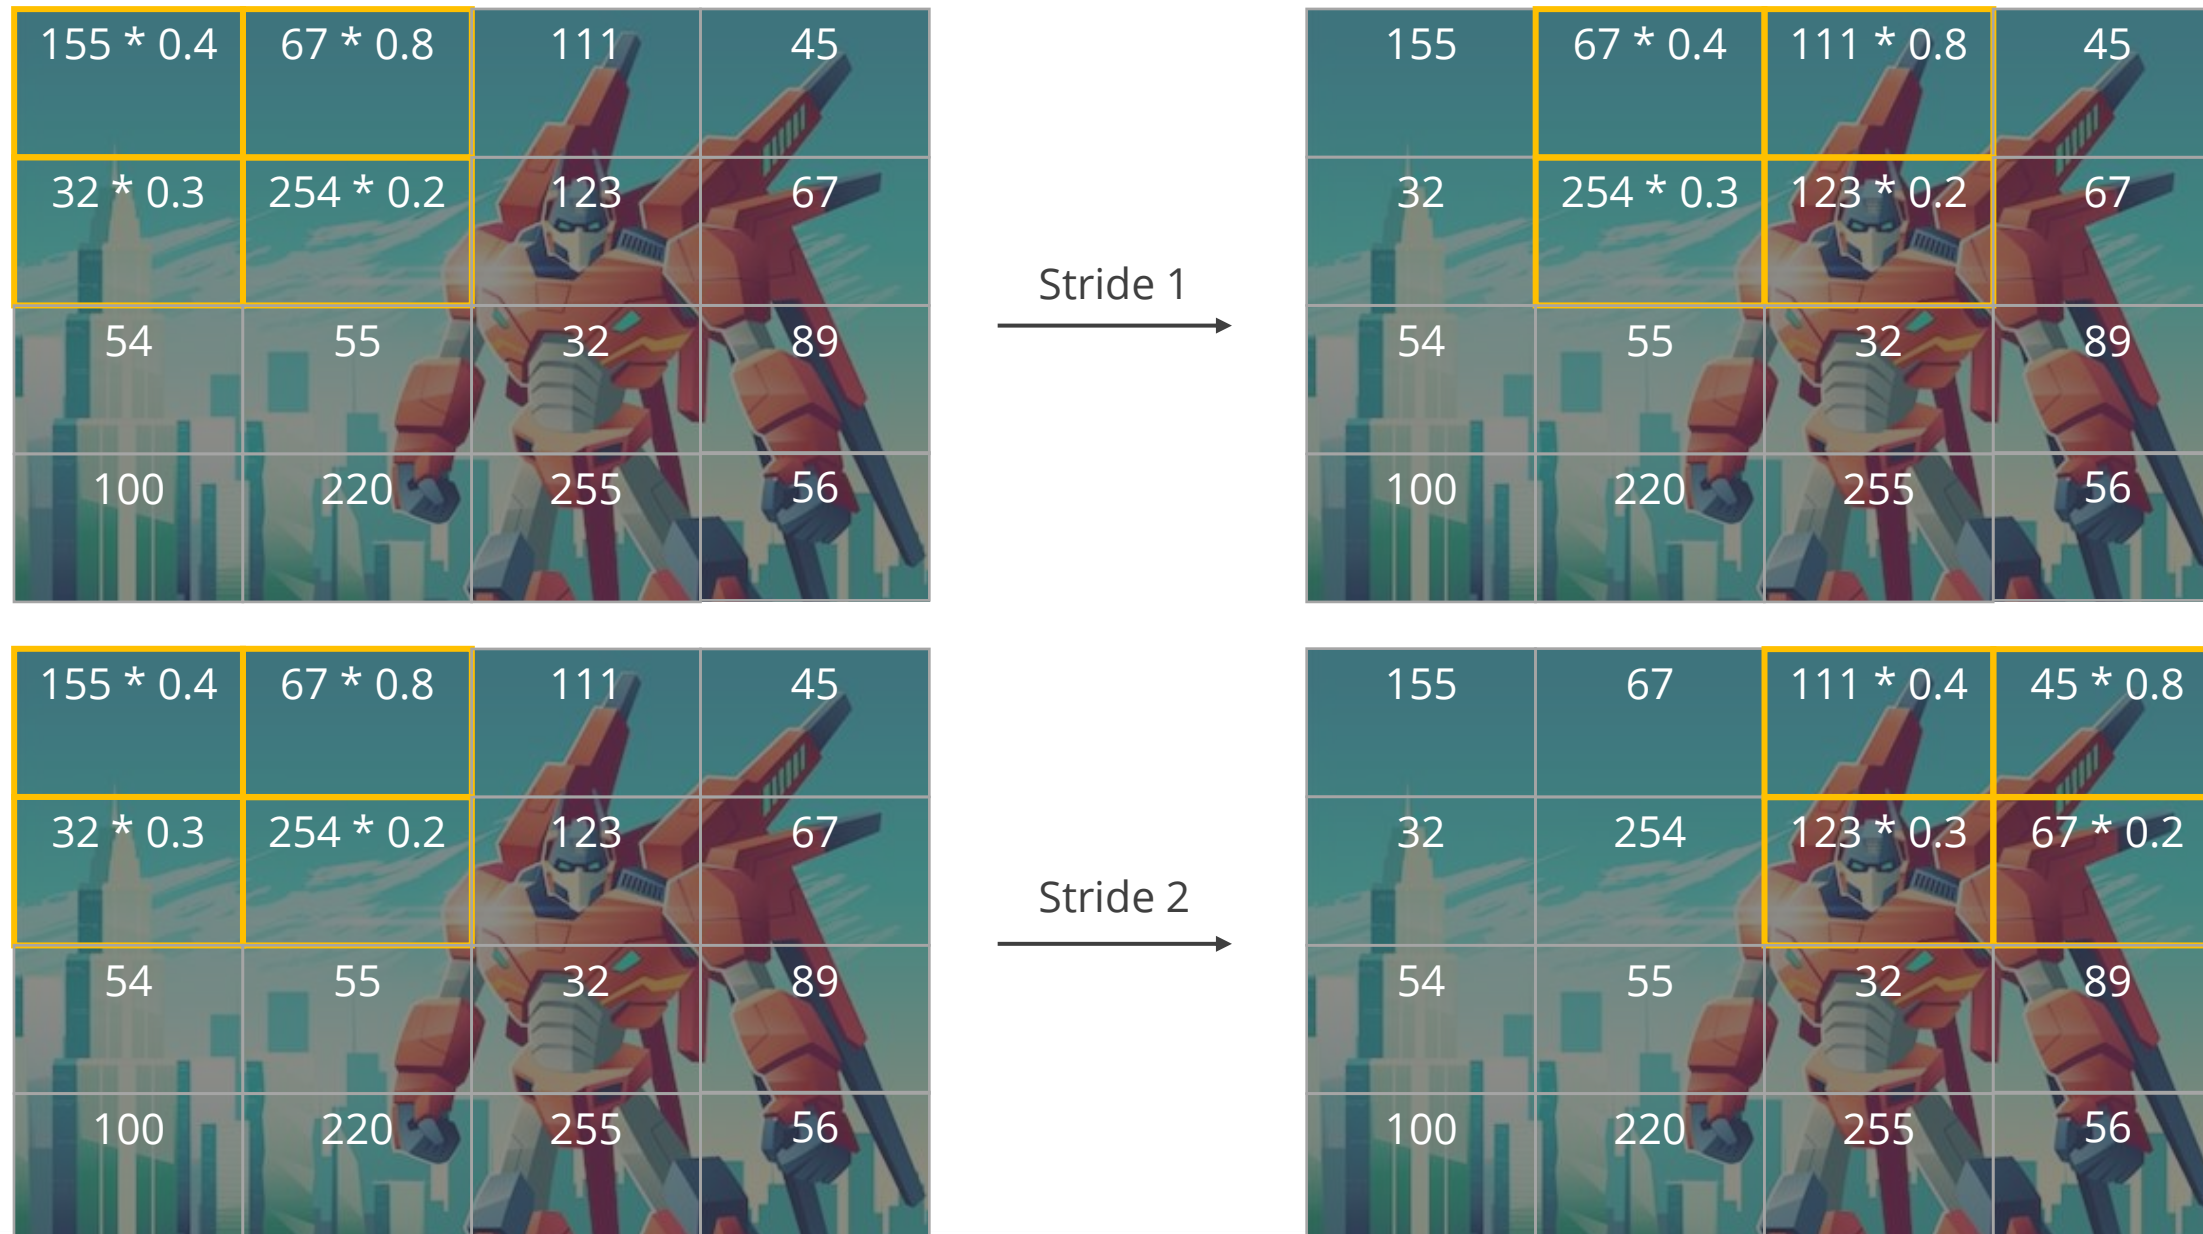 155 * 0.4 67 * 0.8 111 45
32 * 0.3 254 * 0.2 123 67
54 55 32 89
100 220 255 56
Stride 1
155 67 * 0.4 111 * 0.8 45
32 254 * 0.3 123 * 0.2 67
54 55 32 89
100 220 255 56
155 * 0.4 67 * 0.8 111 45
32 * 0.3 254 * 0.2 123 67
54 55 32 89
100 220 255 56
Stride 2
155 67 111 * 0.4 45 * 0.8
32 254 123 * 0.3 67 * 0.2
54 55 32 89
100 220 255 56